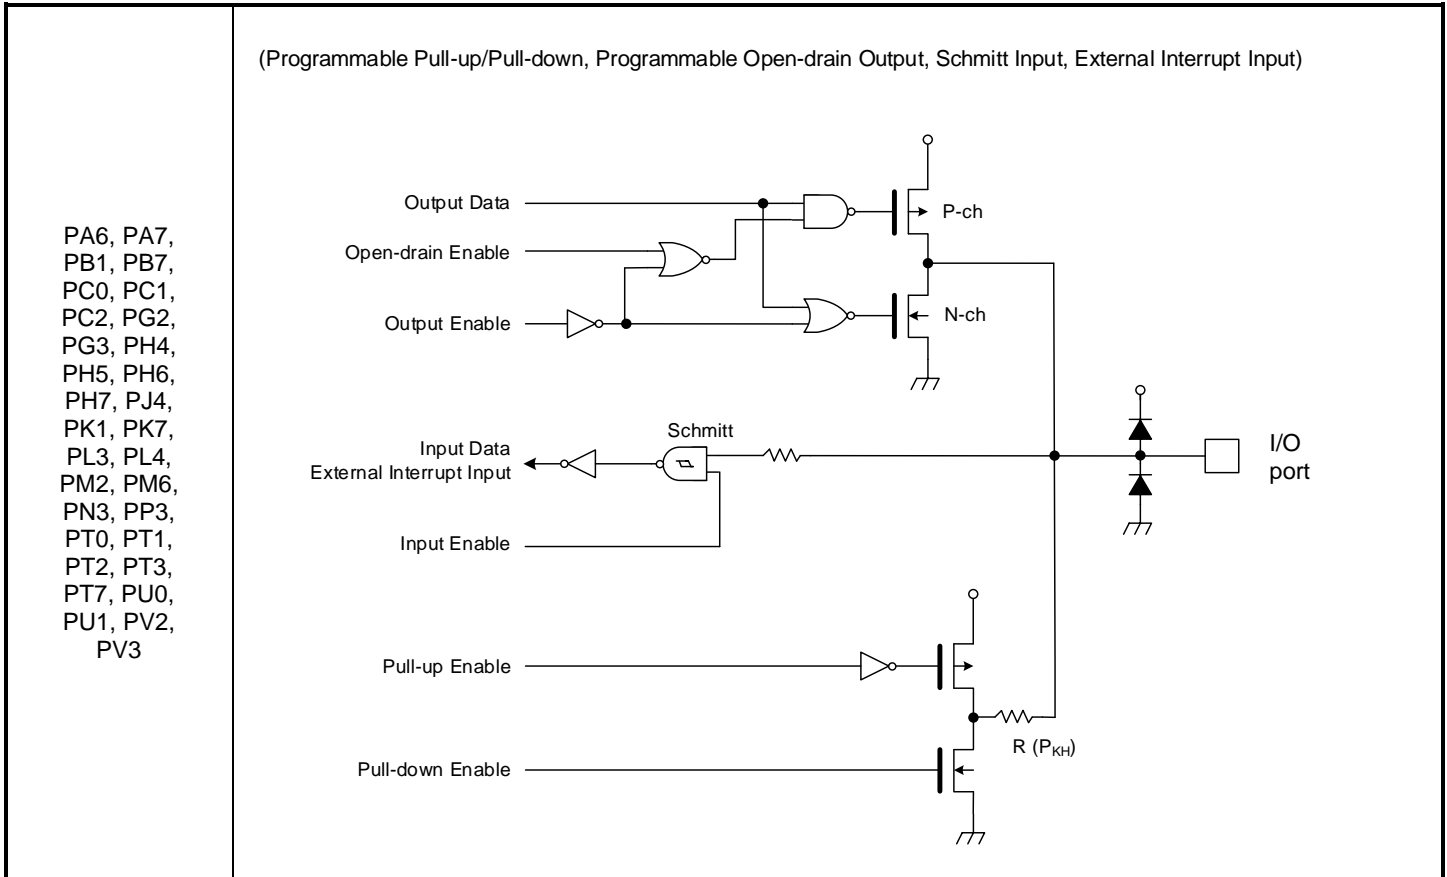 (Programmable Pull-up/Pull-down, Programmable Open-drain Output, Schmitt Input, External Interrupt Input)
PA6, PA7,
PB1, PB7,
PC0, PC1,
PC2, PG2,
PG3, PH4,
PH5, PH6,
PH7, PJ4,
PK1, PK7,
PL3, PL4,
PM2, PM6,
PN3, PP3,
PT0, PT1,
PT2, PT3,
PT7, PU0,
PU1, PV2,
PV3
Output Data
P-ch
Open-drain Enable
Output Enable
N-ch
Schmitt
Input Data
External Interrupt Input
I/O
port
Input Enable
Pull-up Enable
R (PKH)
Pull-down Enable